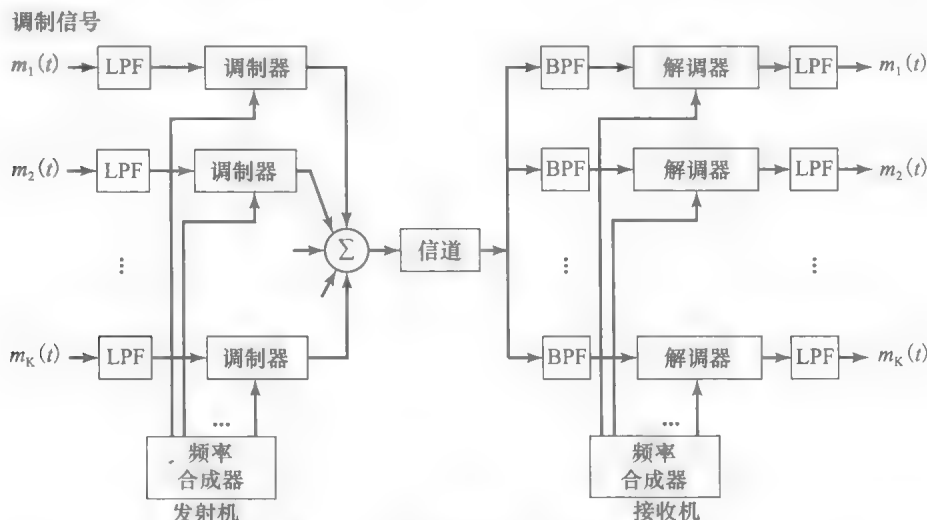 调制信号
m₁(t) LPF 调制器 BPF 解调器 LPF m₁(t)
m₂(t) LPF 调制器 BPF 解调器 LPF m₂(t)
Σ 信道
⋮ ⋮ ⋮
m_K(t) LPF 调制器 BPF 解调器 LPF m_K(t)
... ...
频率 频率
合成器 合成器
发射机 接收机